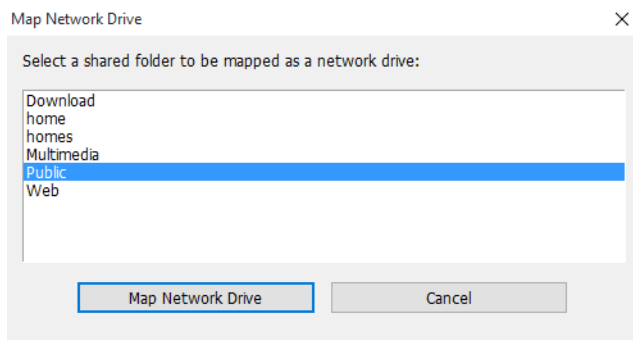 Map Network Drive
Select a shared folder to be mapped as a network drive:
Download
home
homes
Multimedia
Public
Web
Map Network Drive
Cancel